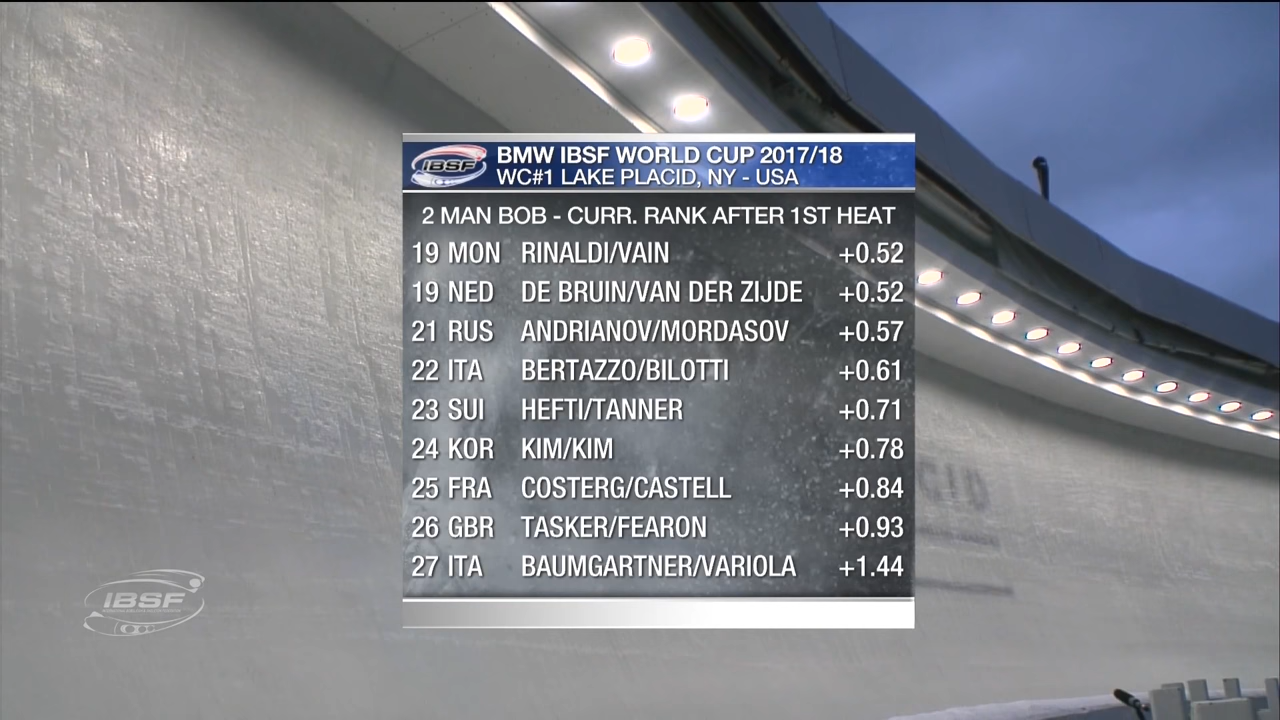 IBSF
BMW IBSF WORLD CUP 2017/18
WC#1 LAKE PLACID, NY - USA
2 MAN BOB - CURR. RANK AFTER 1ST HEAT
19 MON RINALDI/VAIN +0.52
19 NED DE BRUIN/VAN DER ZIJDE +0.52
21 RUS ANDRIANOV/MORDASOV +0.57
22 ITA BERTAZZO/BILOTTI +0.61
23 SUI HEFTI/TANNER +0.71
24 KOR KIM/KIM +0.78
25 FRA COSTERG/CASTELL +0.84
26 GBR TASKER/FEARON +0.93
27 ITA BAUMGARTNER/VARIOLA +1.44
IBSF